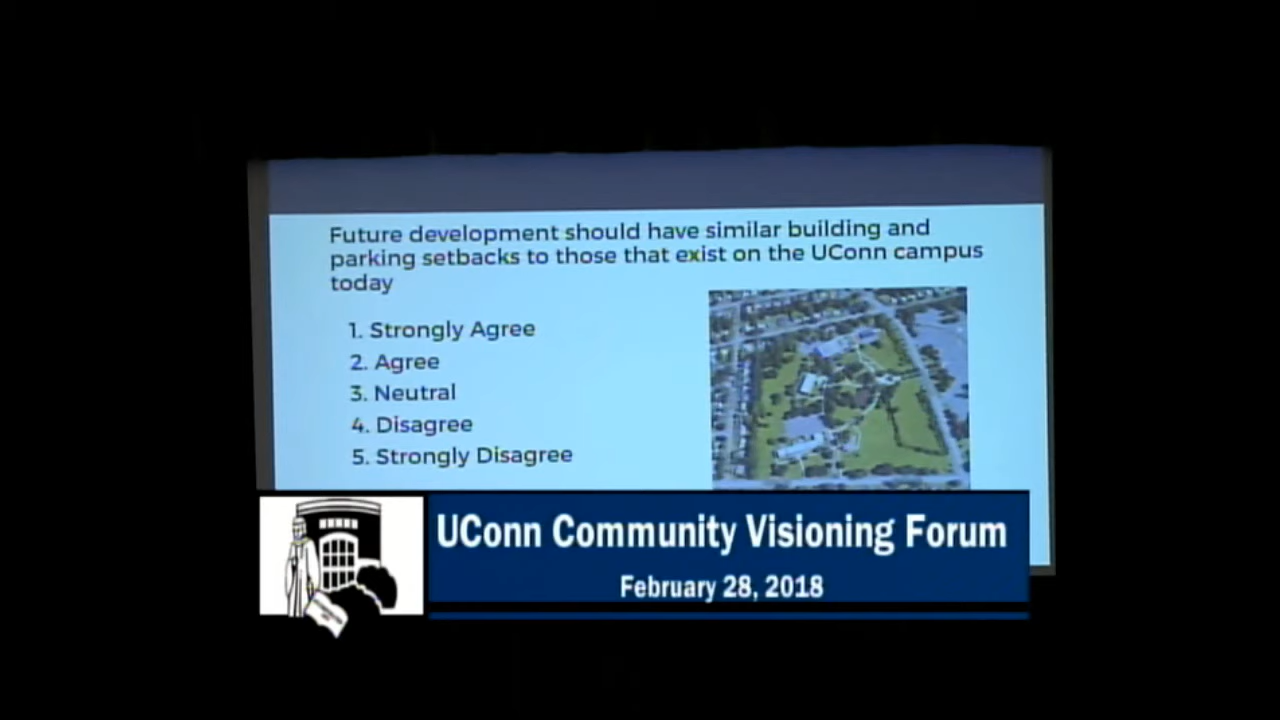 Future development should have similar building and
parking setbacks to those that exist on the UConn campus
today
1. Strongly Agree
2. Agree
3. Neutral
4. Disagree
5. Strongly Disagree
UConn Community Visioning Forum
February 28, 2018